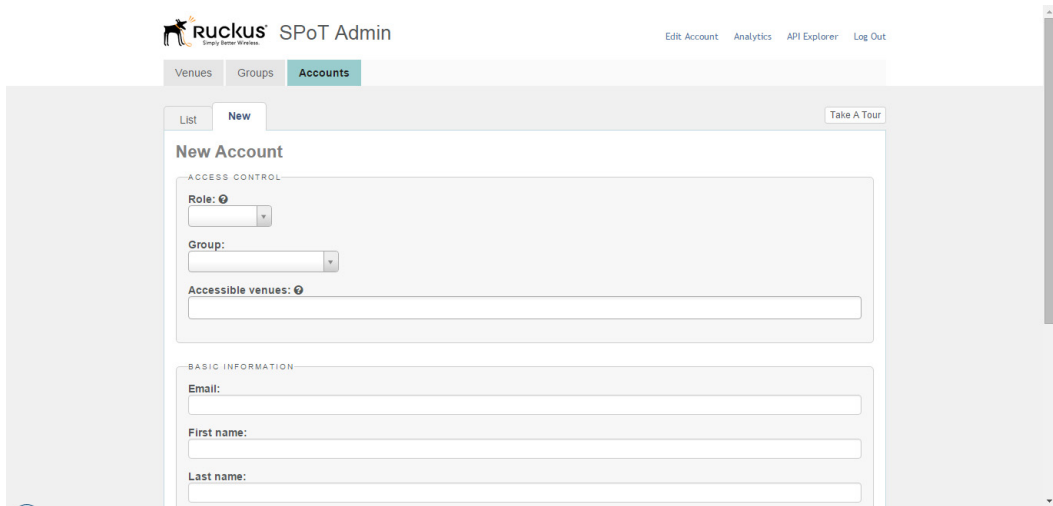 RUCKUS SPoT Admin
Simply Better Wireless.
Edit Account Analytics API Explorer Log Out
Venues Groups Accounts
List New Take A Tour
New Account
ACCESS CONTROL
Role:
Group:
Accessible venues:
BASIC INFORMATION
Email:
First name:
Last name: